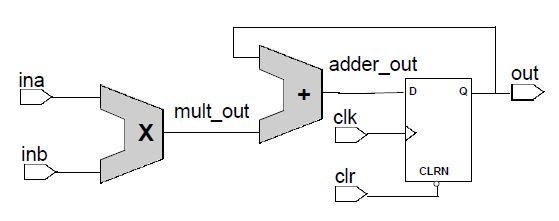 ina
inb
X
mult_out
+
adder_out
D
Q
out
clk
CLRN
clr